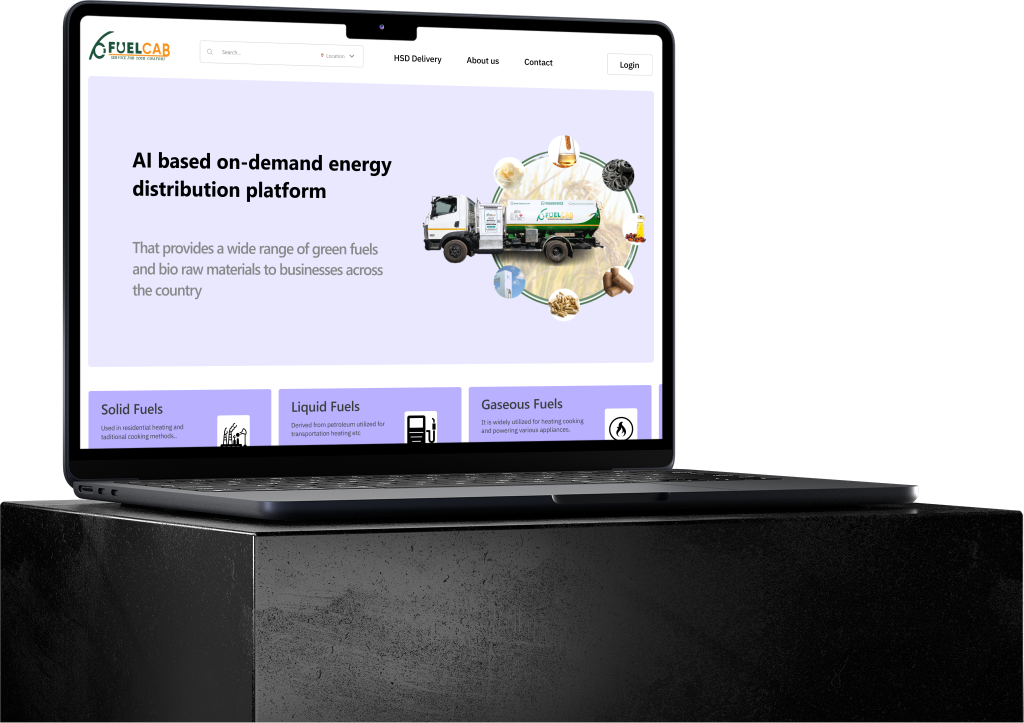 FUELCAB
SERVICE FOR YOUR COMFORT
Search...
Location
HSD Delivery
About us
Contact
Login
AI based on-demand energy
distribution platform
That provides a wide range of green fuels
and bio raw materials to businesses across
the country
FUELCAB
Solid Fuels
Used in residential heating and
taditional cooking methods..
Liquid Fuels
Derived from petroleum utilized for
transportation heating etc
Gaseous Fuels
It is widely utilized for heating cooking
and powering various appliances.